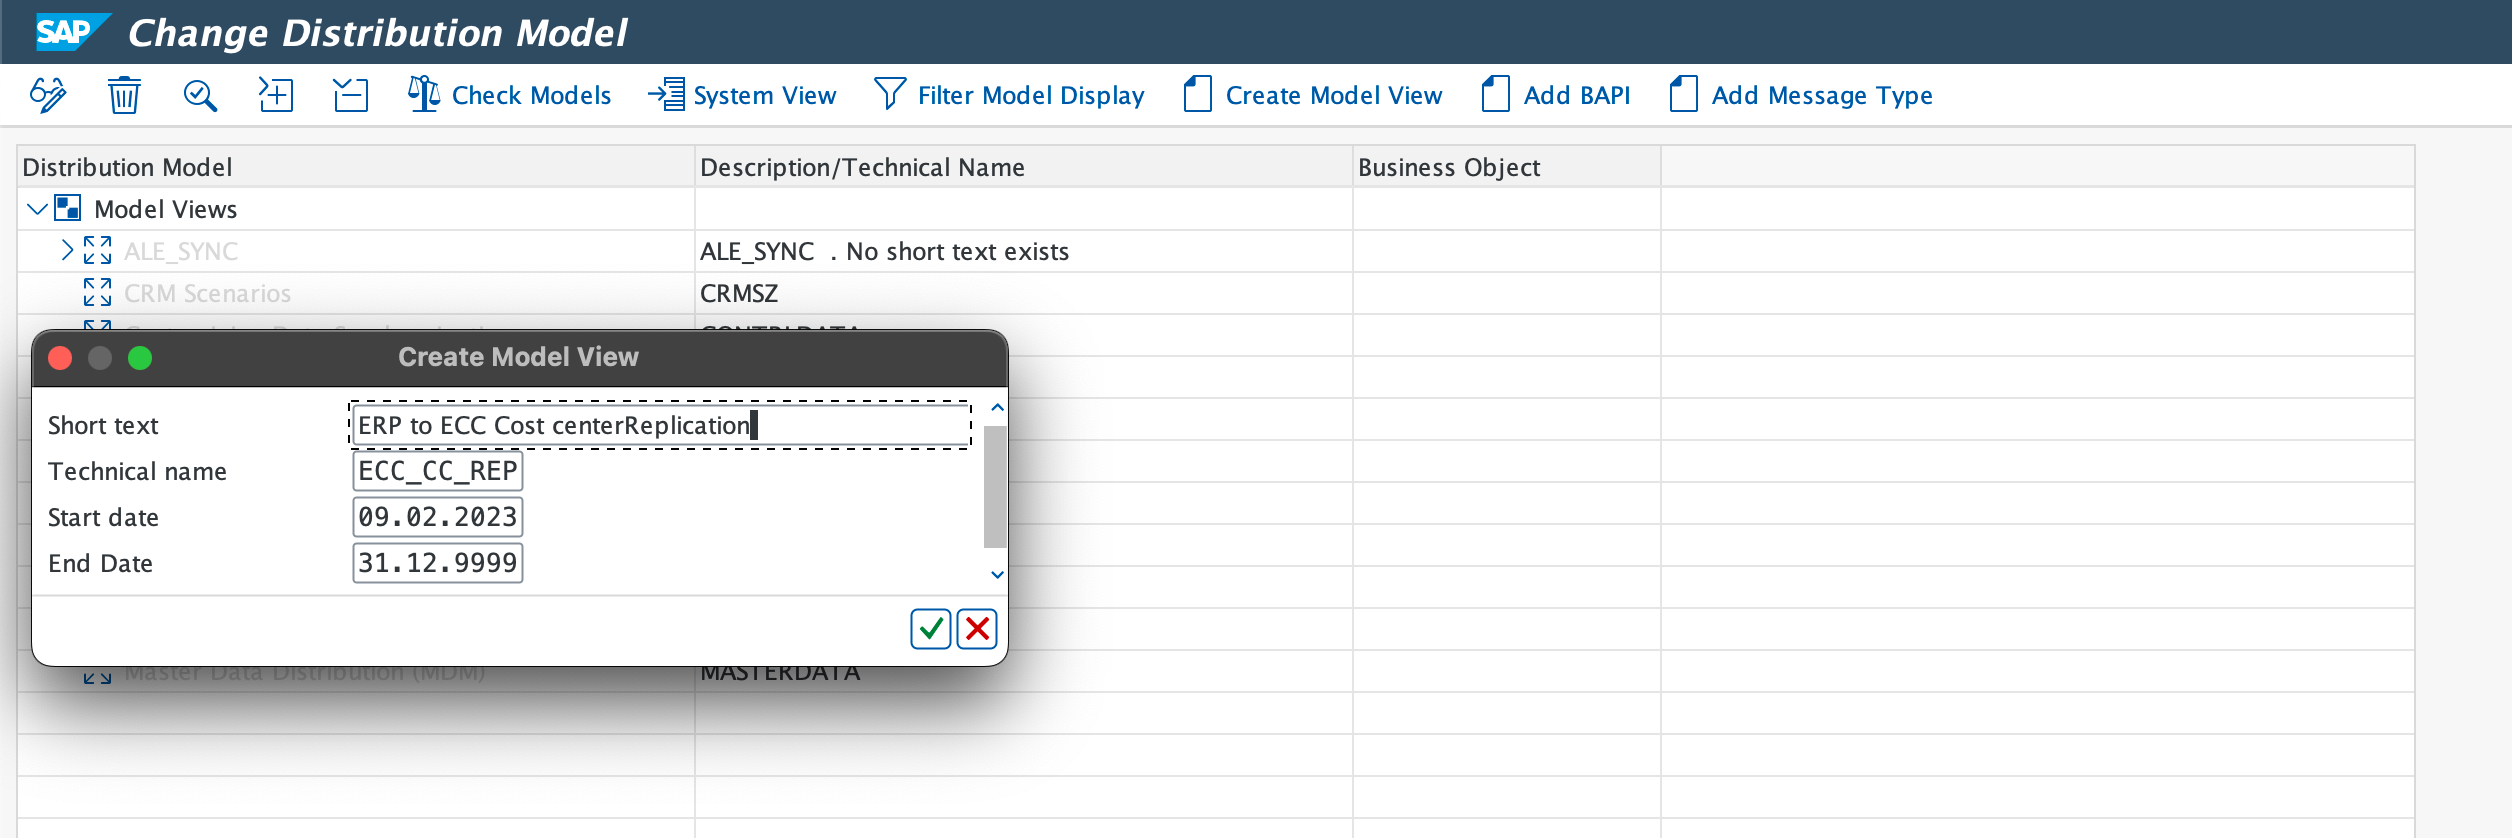 SAP Change Distribution Model
Check Models System View Filter Model Display Create Model View Add BAPI Add Message Type
Distribution Model Description/Technical Name Business Object
Model Views
ALE_SYNC ALE_SYNC . No short text exists
CRM Scenarios CRMSZ
Create Model View
Short text ERP to ECC Cost centerReplication
Technical name ECC_CC_REP
Start date 09.02.2023
End Date 31.12.9999
Master Data Distribution (MDM) MASTERDATA